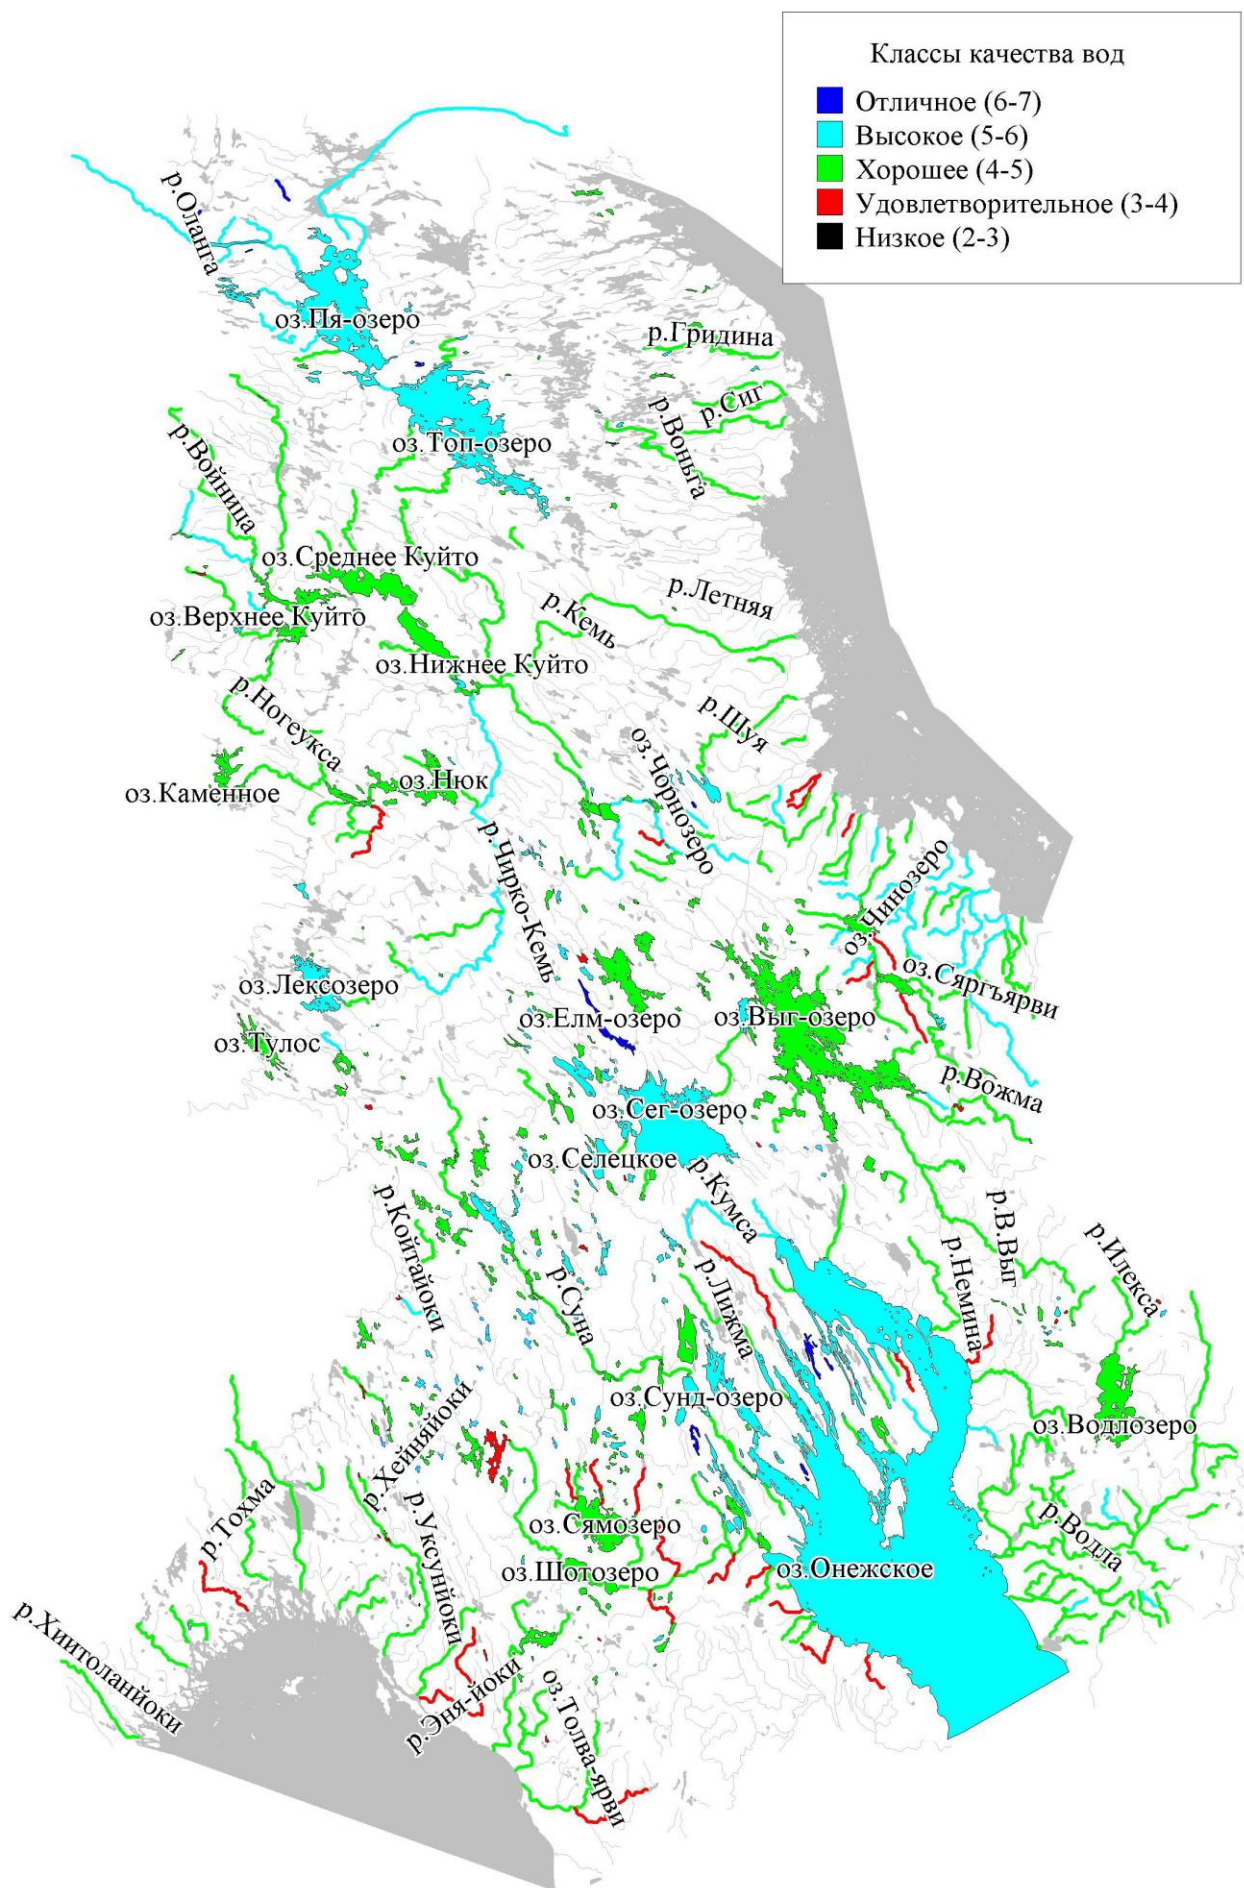 Классы качества вод
Отличное (6-7)
Высокое (5-6)
Хорошее (4-5)
Удовлетворительное (3-4)
Низкое (2-3)
р.Оланга
оз.Пя-озеро
р.Гридина
р.Сиг
р.Воньга
оз.Топ-озеро
р.Войница
оз.Среднее Куйто
р.Летняя
р.Кемь
оз.Верхнее Куйто
оз.Нижнее Куйто
р.Ногеукса
р.Шуя
оз.Чорнозеро
оз.Нюк
оз.Каменное
р.Чирко-Кемь
оз.Чинозеро
оз.Сяргъярви
оз.Лексозеро
оз.Елм-озеро
оз.Выг-озеро
оз.Тулос
р.Вожма
оз.Сег-озеро
оз.Селецкое
р.Кумса
р.Койтайоки
р.В.Выг
р.Илекса
р.Немина
р.Суна
р.Лижма
оз.Сунд-озеро
оз.Водлозеро
р.Хейняйоки
р.Тохма
р.Уксунйоки
оз.Сямозеро
р.Водла
оз.Шотозеро
оз.Онежское
р.Хиитоланйоки
р.Эня-йоки
оз.Толва-ярви